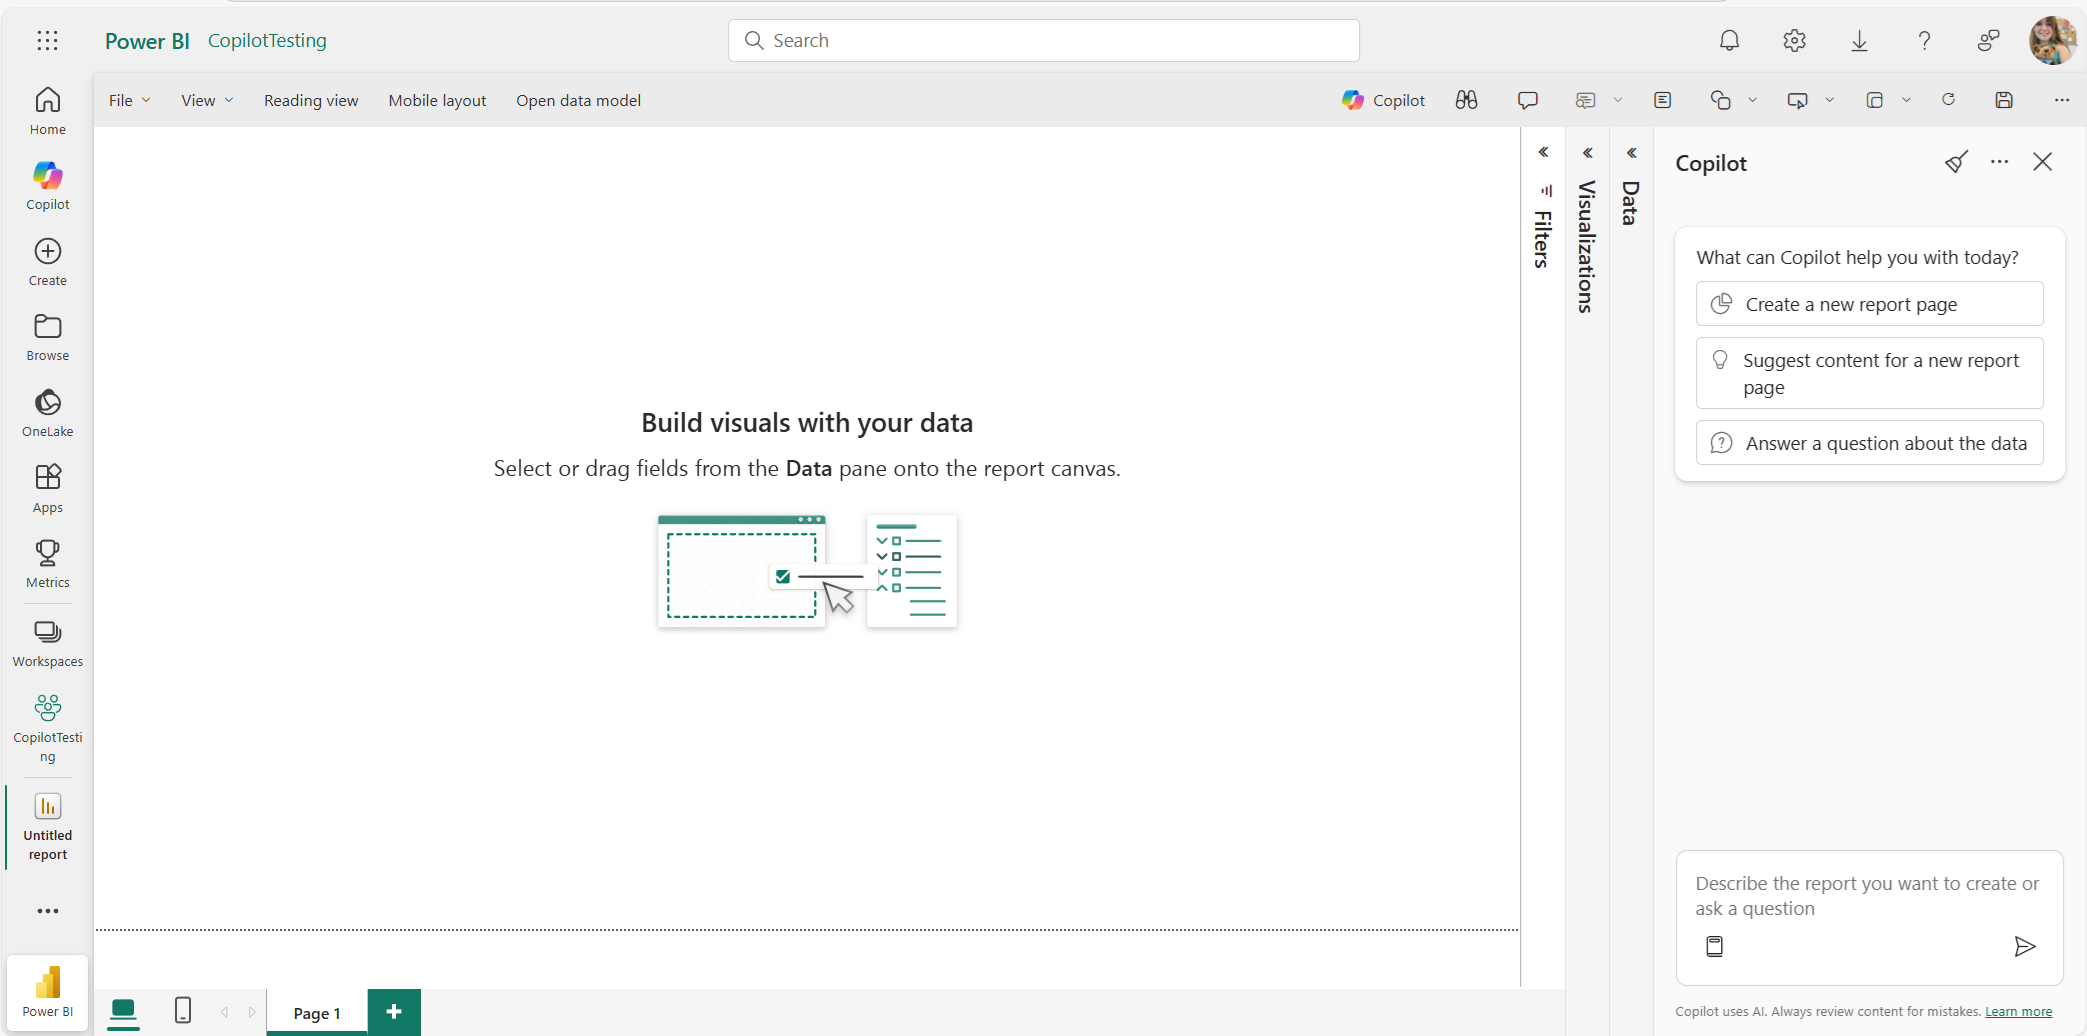 Power BI CopilotTesting
Search
File View Reading view Mobile layout Open data model
Copilot
Home
Copilot
Create
Browse
OneLake
Apps
Metrics
Workspaces
CopilotTesti
ng
Untitled
report
Power BI
Build visuals with your data
Select or drag fields from the Data pane onto the report canvas.
Page 1
Filters
Visualizations
Data
Copilot
What can Copilot help you with today?
Create a new report page
Suggest content for a new report
page
Answer a question about the data
Describe the report you want to create or
ask a question
Copilot uses AI. Always review content for mistakes. Learn more